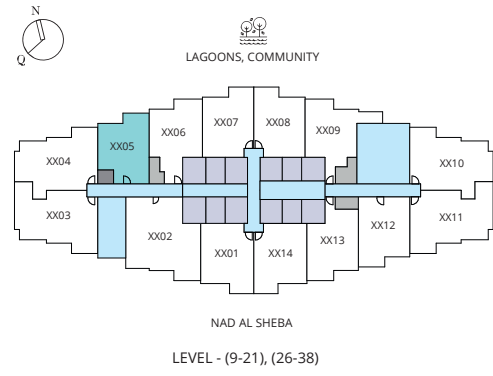 N
Q
LAGOONS, COMMUNITY
XX07
XX08
XX06
XX09
XX05
XX04
XX10
XX03
XX11
XX02
XX12
XX13
XX01
XX14
NAD AL SHEBA
LEVEL - (9-21), (26-38)